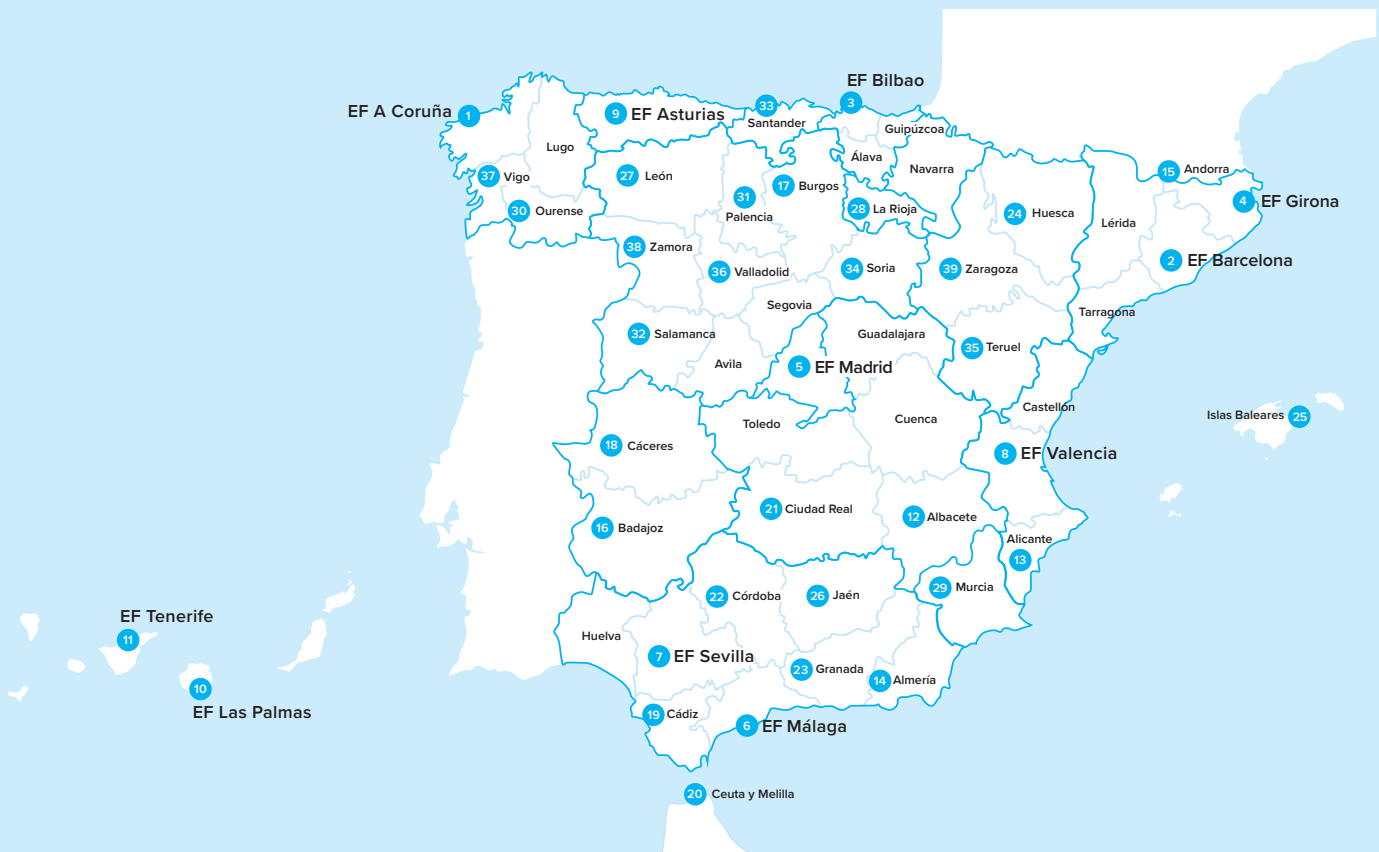 EF Bilbao
3
EF A Coruña
1
9
EF Asturias
33
Santander
Guipúzcoa
Lugo
Álava
Navarra
15
Andorra
37
Vigo
27
León
17
Burgos
31
Palencia
28
La Rioja
24
Huesca
4
EF Girona
30
Ourense
Lérida
38
Zamora
36
Valladolid
34
Soria
39
Zaragoza
2
EF Barcelona
Segovia
Tarragona
32
Salamanca
Guadalajara
35
Teruel
Avila
5
EF Madrid
Castellón
Islas Baleares
25
Toledo
Cuenca
18
Cáceres
8
EF Valencia
21
Ciudad Real
12
Albacete
16
Badajoz
Alicante
13
29
Murcia
22
Córdoba
26
Jaén
EF Tenerife
11
Huelva
7
EF Sevilla
23
Granada
14
Almería
10
EF Las Palmas
19
Cádiz
6
EF Málaga
20
Ceuta y Melilla